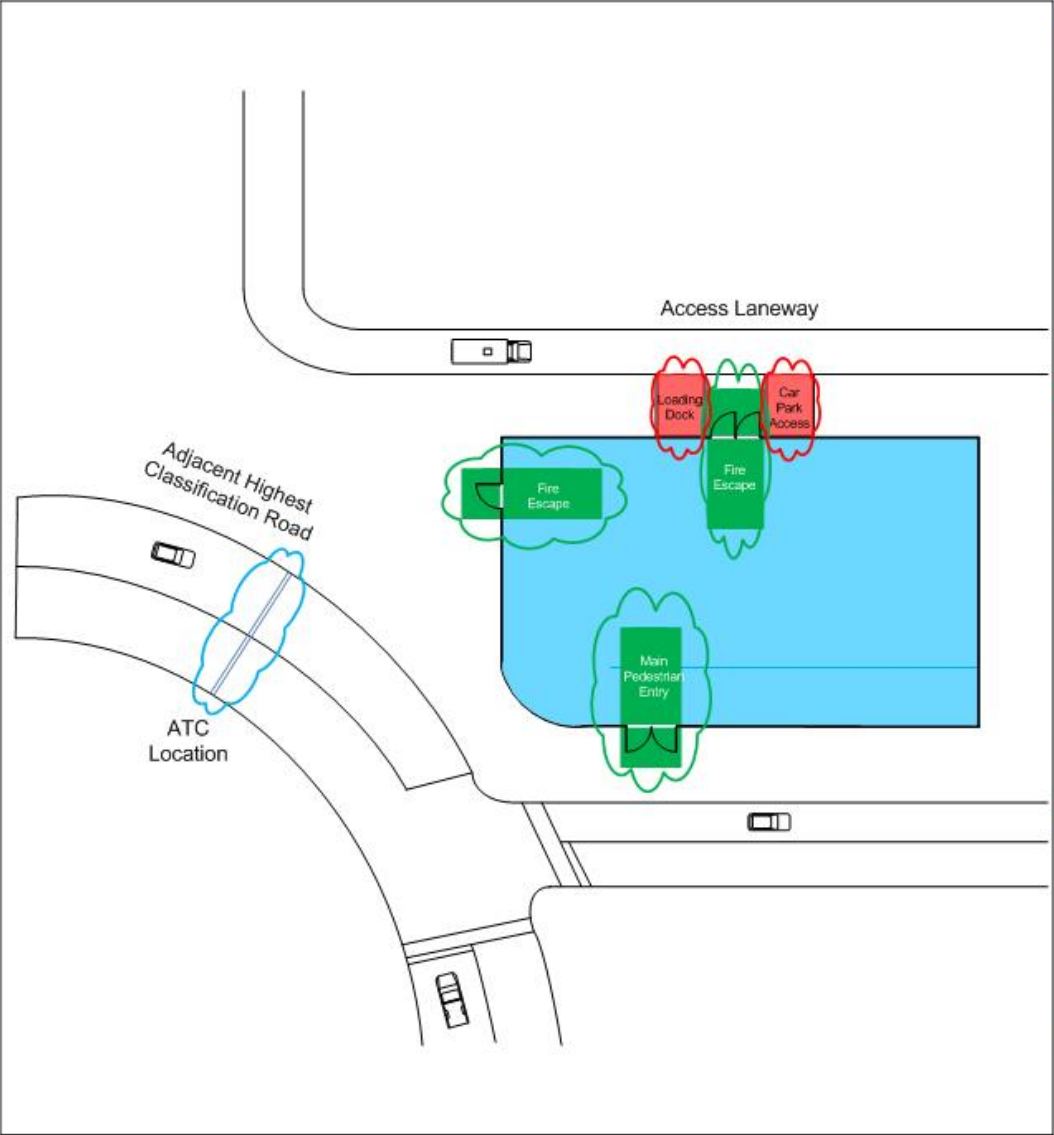 Access Laneway
Loading
Dock
Car
Park
Access
Fire
Escape
Fire
Escape
Adjacent Highest
Classification Road
Main
Pedestrian
Entry
ATC
Location